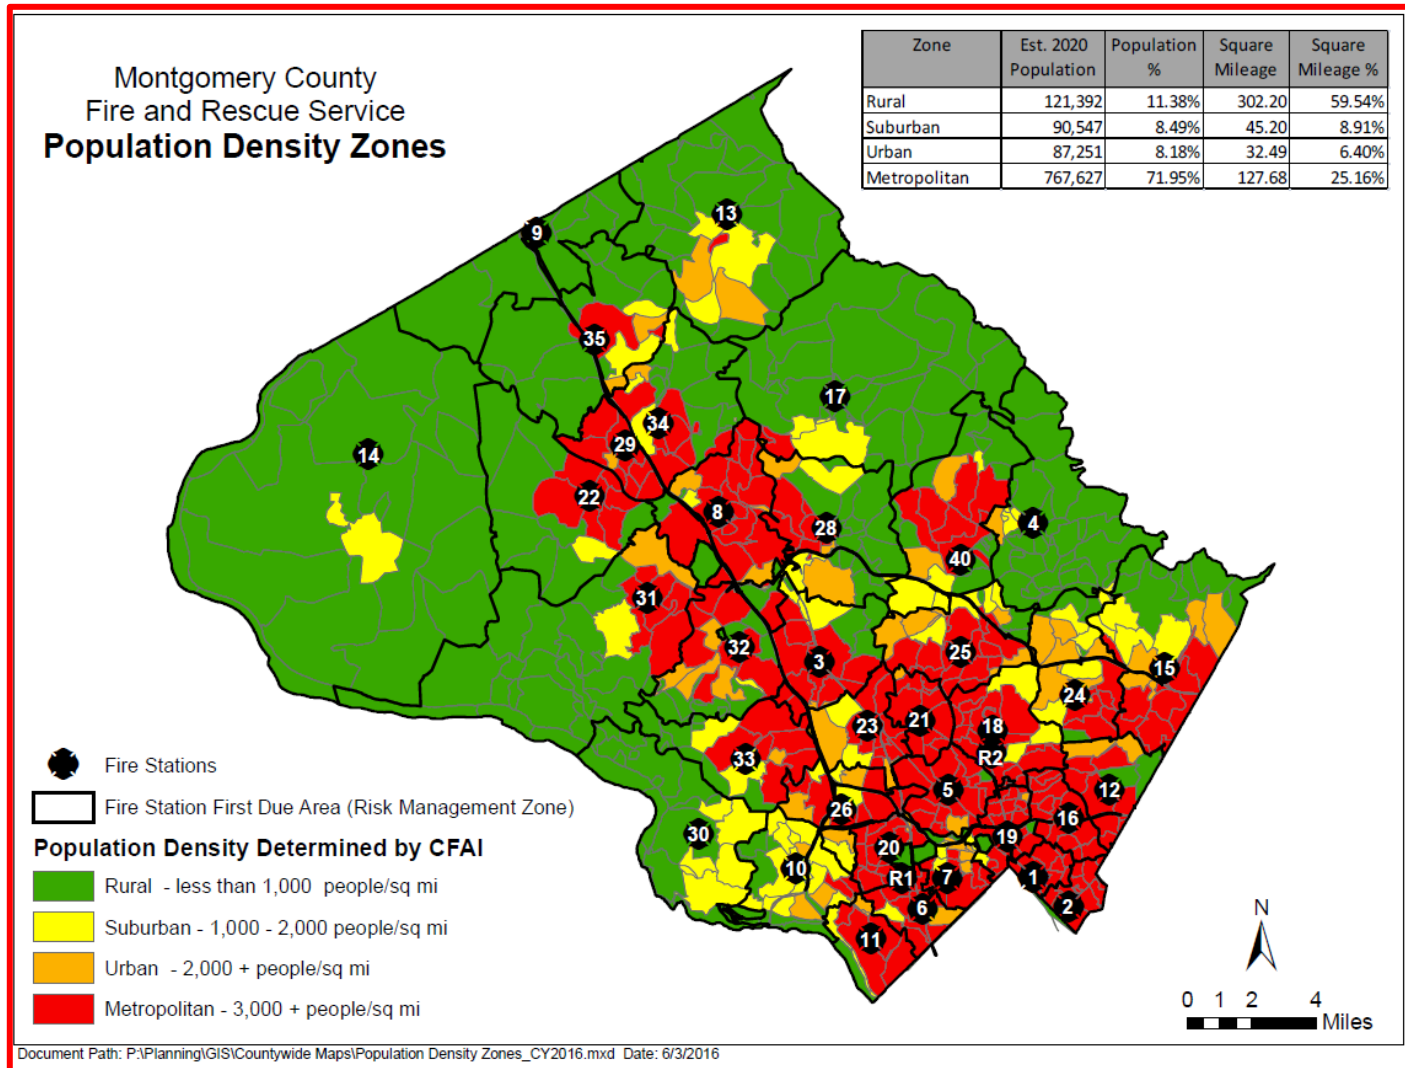 Montgomery County
Fire and Rescue Service
Population Density Zones
Zone Est. 2020 Population Population % Square Mileage Square Mileage %
Rural 121,392 11.38% 302.20 59.54%
Suburban 90,547 8.49% 45.20 8.91%
Urban 87,251 8.18% 32.49 6.40%
Metropolitan 767,627 71.95% 127.68 25.16%
13
9
35
17
34
29
14
22
8
28
4
40
31
32
3
25
15
24
23
21
18
R2
33
5
12
26
16
30
19
20
10
R1
7
1
6
2
11
Fire Stations
Fire Station First Due Area (Risk Management Zone)
Population Density Determined by CFAI
Rural - less than 1,000 people/sq mi
Suburban - 1,000 - 2,000 people/sq mi
Urban - 2,000 + people/sq mi
Metropolitan - 3,000 + people/sq mi
N
0 1 2 4
Miles
Document Path: P:\Planning\GIS\Countywide Maps\Population Density Zones_CY2016.mxd Date: 6/3/2016